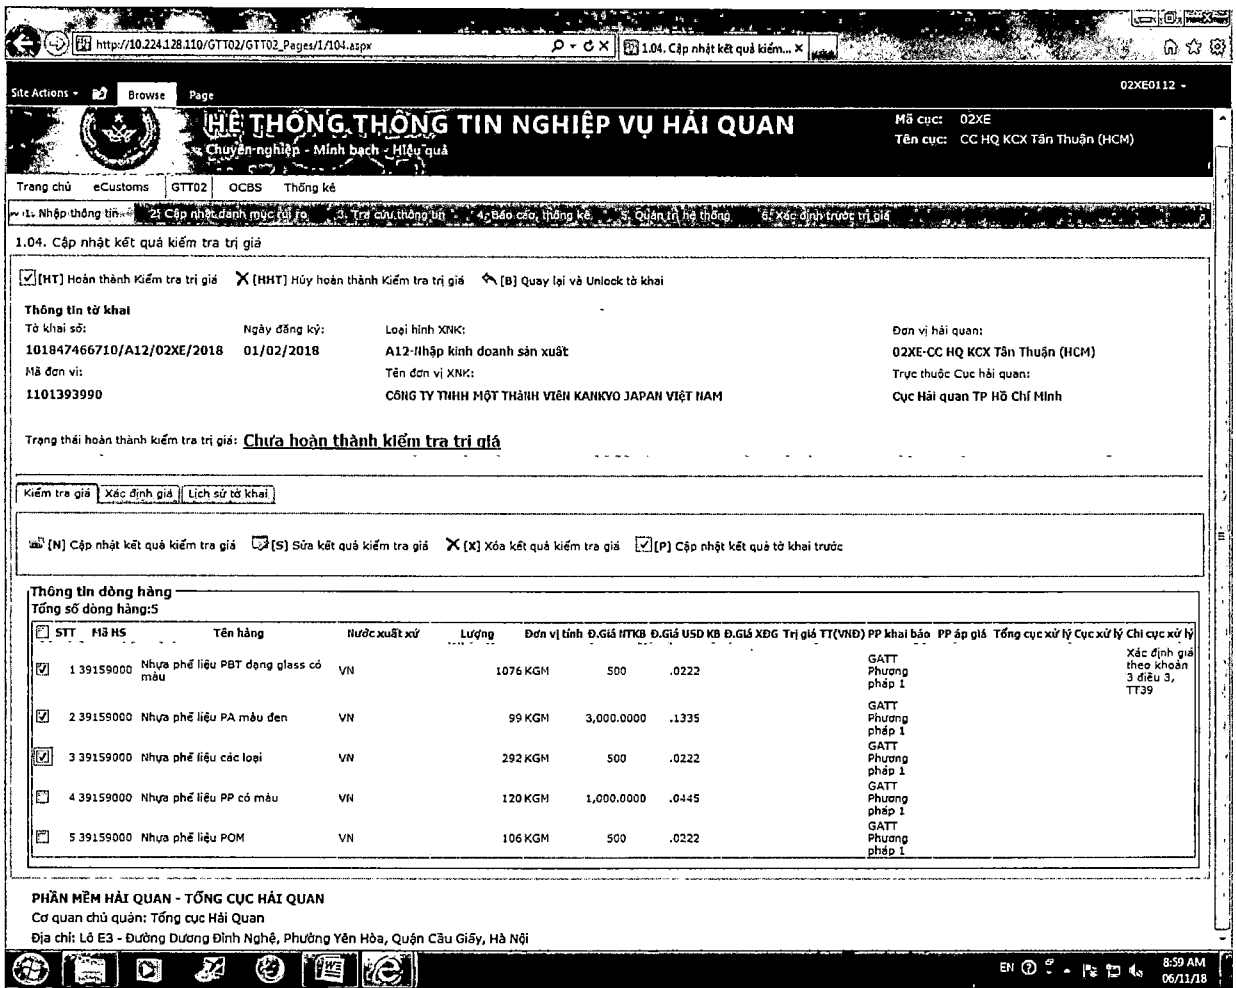 http://10.224.128.110/GTT02/GTT02_Pages/1/104.aspx
1.04. Cập nhật kết quả kiểm... X
Site Actions
Browse
Page
02XE0112
HỆ THỐNG THÔNG TIN NGHIỆP VỤ HẢI QUAN
Chuyên nghiệp - Minh bạch - Hiệu quả
Mã cục: 02XE
Tên cục: CC HQ KCX Tân Thuận (HCM)
Trang chủ eCustoms GTT02 OCBS Thống kê
1. Nhập thông tin 2. Cập nhật danh mục rủi ro 3. Tra cứu thông tin 4. Báo cáo, thống kê 5. Quản trị hệ thống 6. Xác định trước trị giá
1.04. Cập nhật kết quả kiểm tra trị giá
[HT] Hoàn thành Kiểm tra trị giá X [HHT] Hủy hoàn thành Kiểm tra trị giá [B] Quay lại và Unlock tờ khai
Thông tin tờ khai
Tờ khai số: Ngày đăng ký: Loại hình XNK: Đơn vị hải quan:
101847466710/A12/02XE/2018 01/02/2018 A12-Nhập kinh doanh sản xuất 02XE-CC HQ KCX Tân Thuận (HCM)
Mã đơn vị: Tên đơn vị XNK: Trực thuộc Cục hải quan:
1101393990 CÔNG TY TNHH MỘT THÀNH VIÊN KANKYO JAPAN VIỆT NAM Cục Hải quan TP Hồ Chí Minh
Trạng thái hoàn thành kiểm tra trị giá: Chưa hoàn thành kiểm tra trị giá
Kiểm tra giá Xác định giá Lịch sử tờ khai
[N] Cập nhật kết quả kiểm tra giá [S] Sửa kết quả kiểm tra giá X [X] Xóa kết quả kiểm tra giá [P] Cập nhật kết quả tờ khai trước
Thông tin dòng hàng
Tổng số dòng hàng:5
STT Mã HS Tên hàng Nước xuất xứ Lượng Đơn vị tính Đ.Giá NTKB Đ.Giá USD KB Đ.Giá XĐG Trị giá TT(VNĐ) PP khai báo PP áp giá Tổng cục xử lý Cục xử lý Chi cục xử lý
1 39159000 Nhựa phế liệu PBT dạng glass có màu VN 1076 KGM 500 .0222 GATT Phương pháp 1 Xác định giá theo khoản 3 điều 3, TT39
2 39159000 Nhựa phế liệu PA màu đen VN 99 KGM 3,000.0000 .1335 GATT Phương pháp 1
3 39159000 Nhựa phế liệu các loại VN 292 KGM 500 .0222 GATT Phương pháp 1
4 39159000 Nhựa phế liệu PP có màu VN 120 KGM 1,000.0000 .0445 GATT Phương pháp 1
5 39159000 Nhựa phế liệu POM VN 106 KGM 500 .0222 GATT Phương pháp 1
PHẦN MỀM HẢI QUAN - TỔNG CỤC HẢI QUAN
Cơ quan chủ quản: Tổng cục Hải Quan
Địa chỉ: Lô E3 - Đường Dương Đình Nghệ, Phường Yên Hòa, Quận Cầu Giấy, Hà Nội
EN
8:59 AM
06/11/18